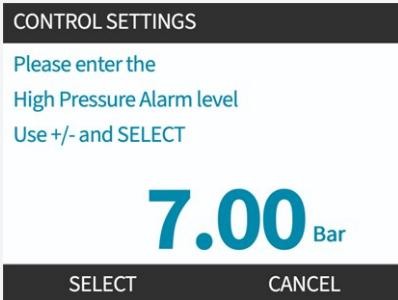 CONTROL SETTINGS
Please enter the
High Pressure Alarm level
Use +/- and SELECT
7.00 Bar
SELECT CANCEL